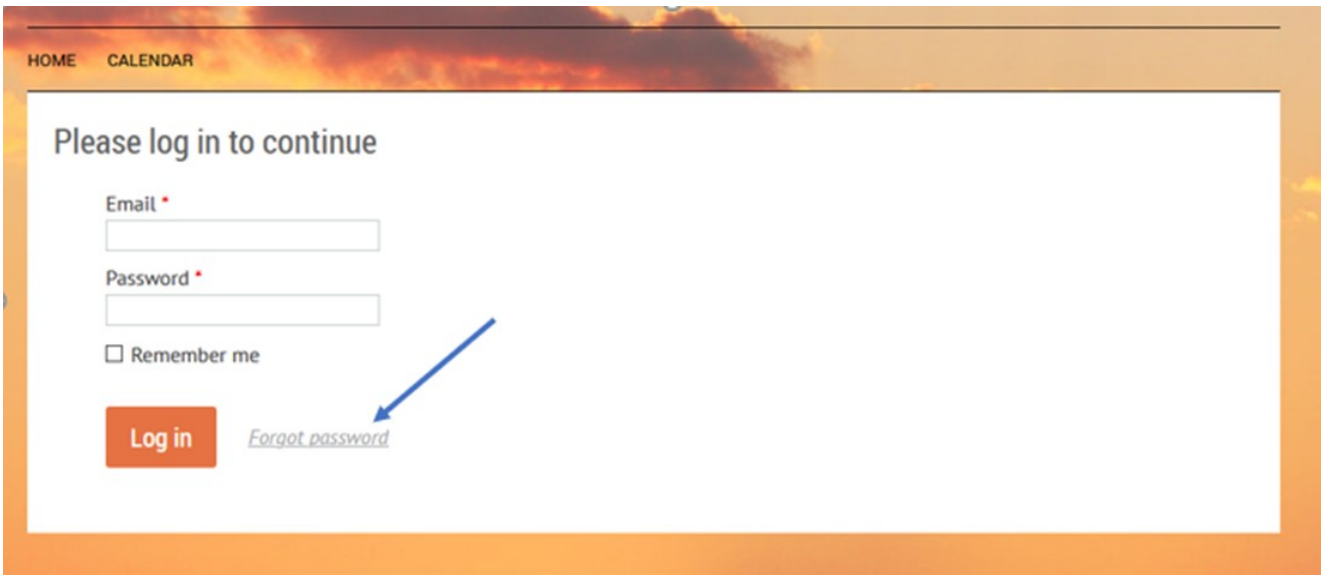 HOME CALENDAR
Please log in to continue
Email *
Password *
Remember me
Log in Forgot password